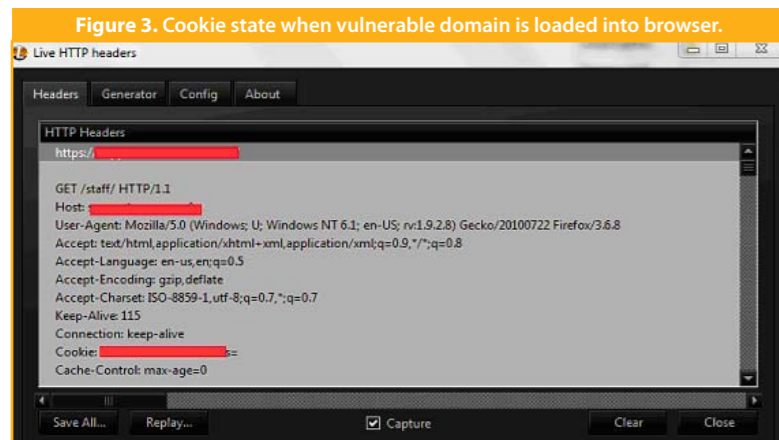 Figure 3. Cookie state when vulnerable domain is loaded into browser.
Live HTTP headers
Headers Generator Config About
HTTP Headers
https:/
GET /staff/ HTTP/1.1
Host:
User-Agent: Mozilla/5.0 (Windows; U; Windows NT 6.1; en-US; rv:1.9.2.8) Gecko/20100722 Firefox/3.6.8
Accept: text/html,application/xhtml+xml,application/xml;q=0.9,*/*;q=0.8
Accept-Language: en-us,en;q=0.5
Accept-Encoding: gzip,deflate
Accept-Charset: ISO-8859-1,utf-8;q=0.7,*;q=0.7
Keep-Alive: 115
Connection: keep-alive
Cookie: s=
Cache-Control: max-age=0
Save All... Replay... Capture Clear Close